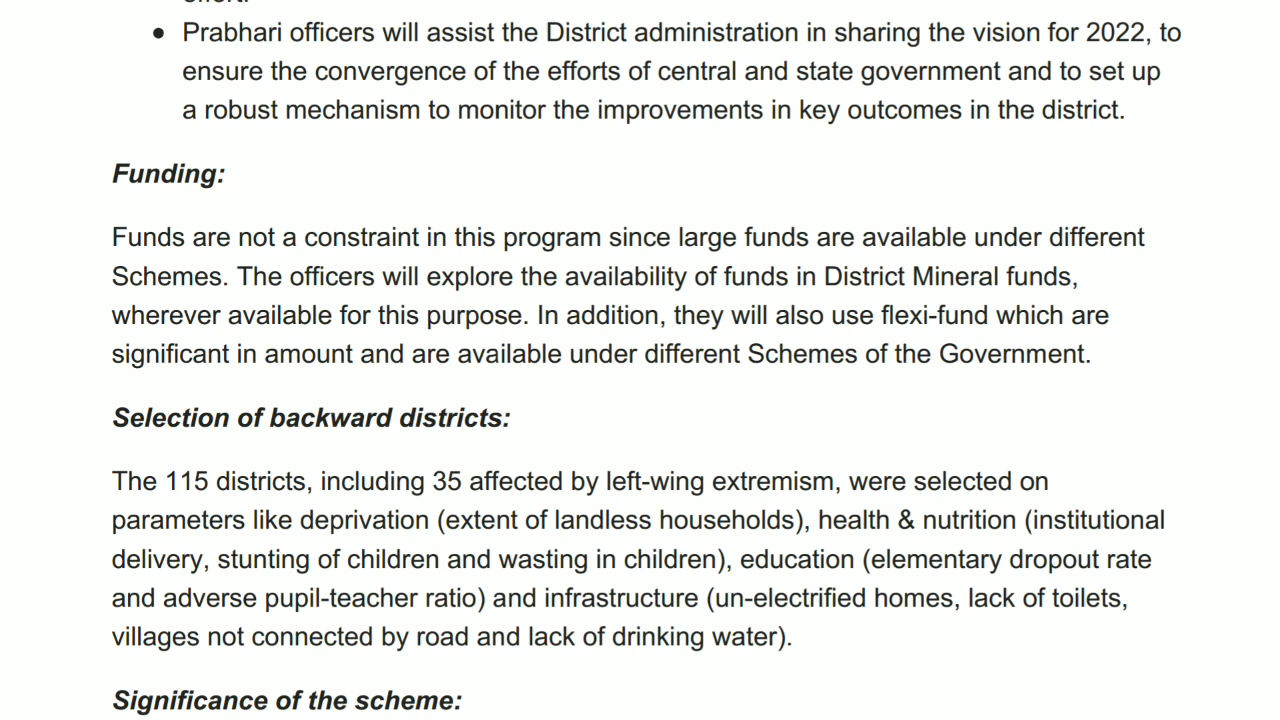 effort.
• Prabhari officers will assist the District administration in sharing the vision for 2022, to
ensure the convergence of the efforts of central and state government and to set up
a robust mechanism to monitor the improvements in key outcomes in the district.
Funding:
Funds are not a constraint in this program since large funds are available under different
Schemes. The officers will explore the availability of funds in District Mineral funds,
wherever available for this purpose. In addition, they will also use flexi-fund which are
significant in amount and are available under different Schemes of the Government.
Selection of backward districts:
The 115 districts, including 35 affected by left-wing extremism, were selected on
parameters like deprivation (extent of landless households), health & nutrition (institutional
delivery, stunting of children and wasting in children), education (elementary dropout rate
and adverse pupil-teacher ratio) and infrastructure (un-electrified homes, lack of toilets,
villages not connected by road and lack of drinking water).
Significance of the scheme: